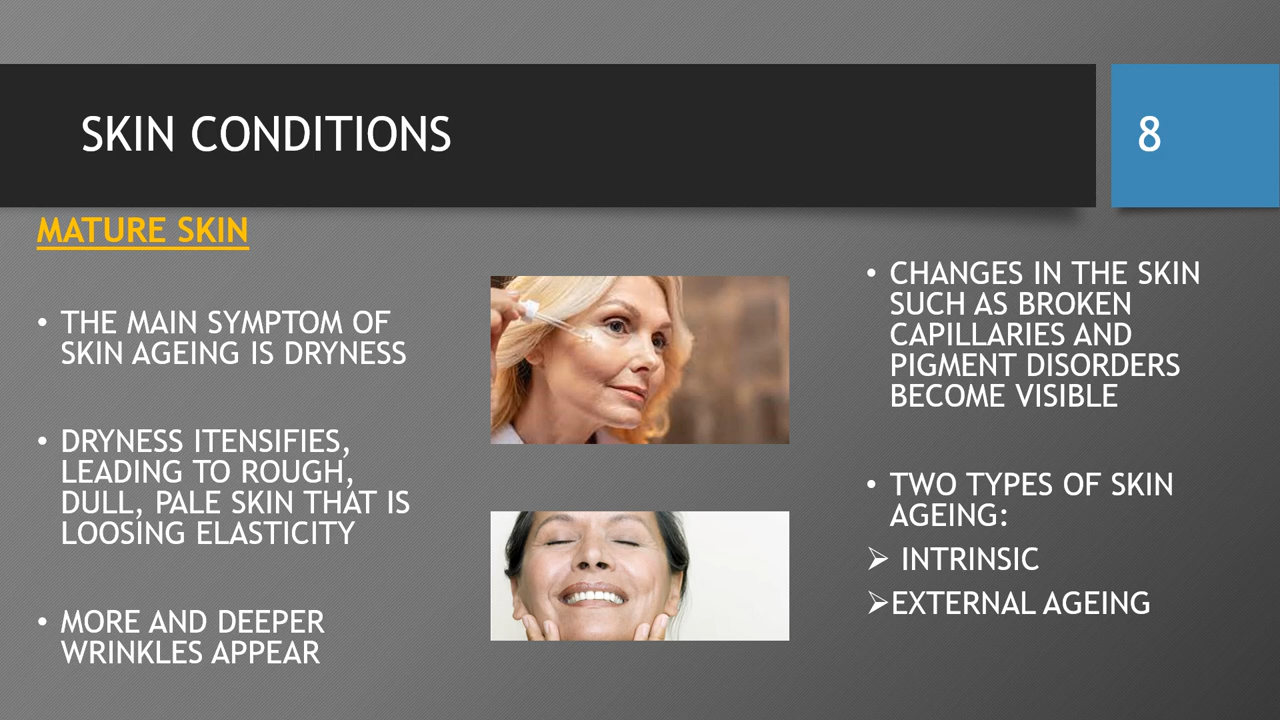 SKIN CONDITIONS
8
MATURE SKIN
• THE MAIN SYMPTOM OF
SKIN AGEING IS DRYNESS
• DRYNESS ITENSIFIES,
LEADING TO ROUGH,
DULL, PALE SKIN THAT IS
LOOSING ELASTICITY
• MORE AND DEEPER
WRINKLES APPEAR
• CHANGES IN THE SKIN
SUCH AS BROKEN
CAPILLARIES AND
PIGMENT DISORDERS
BECOME VISIBLE
• TWO TYPES OF SKIN
AGEING:
➢ INTRINSIC
➢EXTERNAL AGEING